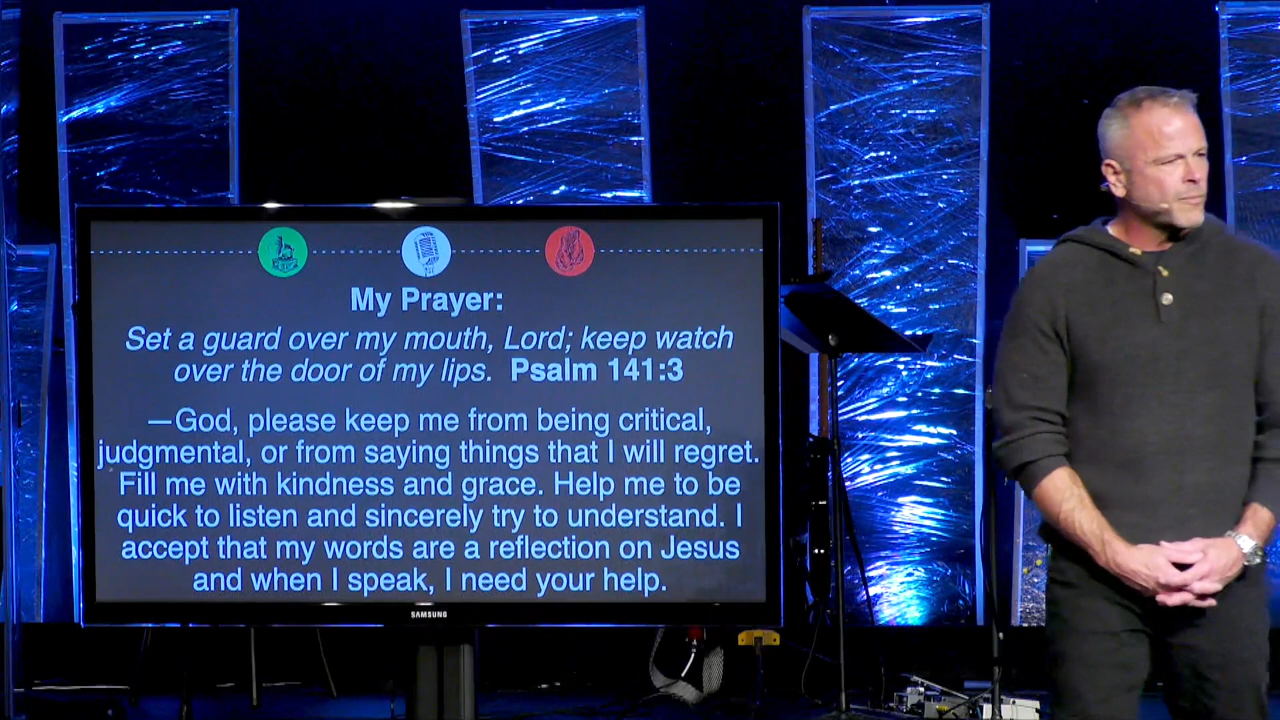 My Prayer:
Set a guard over my mouth, Lord; keep watch
over the door of my lips. Psalm 141:3
—God, please keep me from being critical,
judgmental, or from saying things that I will regret.
Fill me with kindness and grace. Help me to be
quick to listen and sincerely try to understand. I
accept that my words are a reflection on Jesus
and when I speak, I need your help.
SAMSUNG